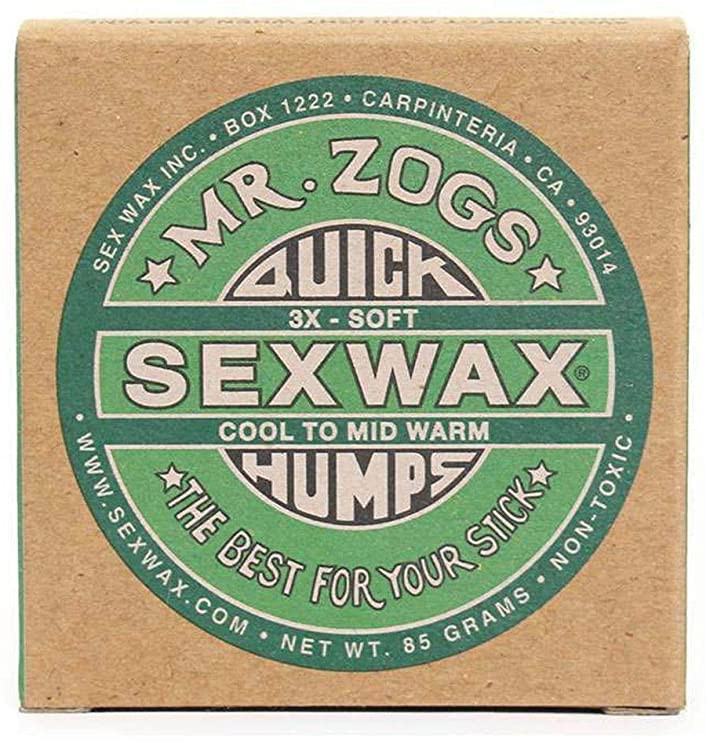 SEX WAX INC. • BOX 1222 • CARPINTERIA • CA • 93014
MR. ZOGS
QUICK
3X - SOFT
SEXWAX®
COOL TO MID WARM
HUMPS
THE BEST FOR YOUR STICK
• WWW.SEXWAX.COM • NET WT. 85 GRAMS • NON-TOXIC •